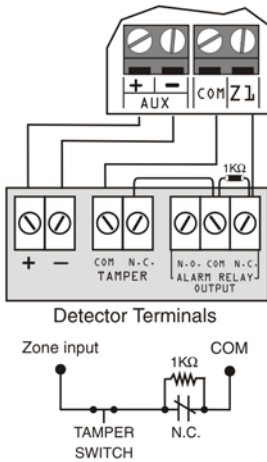 + − COM Z1
AUX
1KΩ
+ − COM N.C. N.O. COM N.C.
TAMPER ALARM RELAY
OUTPUT
Detector Terminals
Zone input COM
1KΩ
TAMPER N.C.
SWITCH